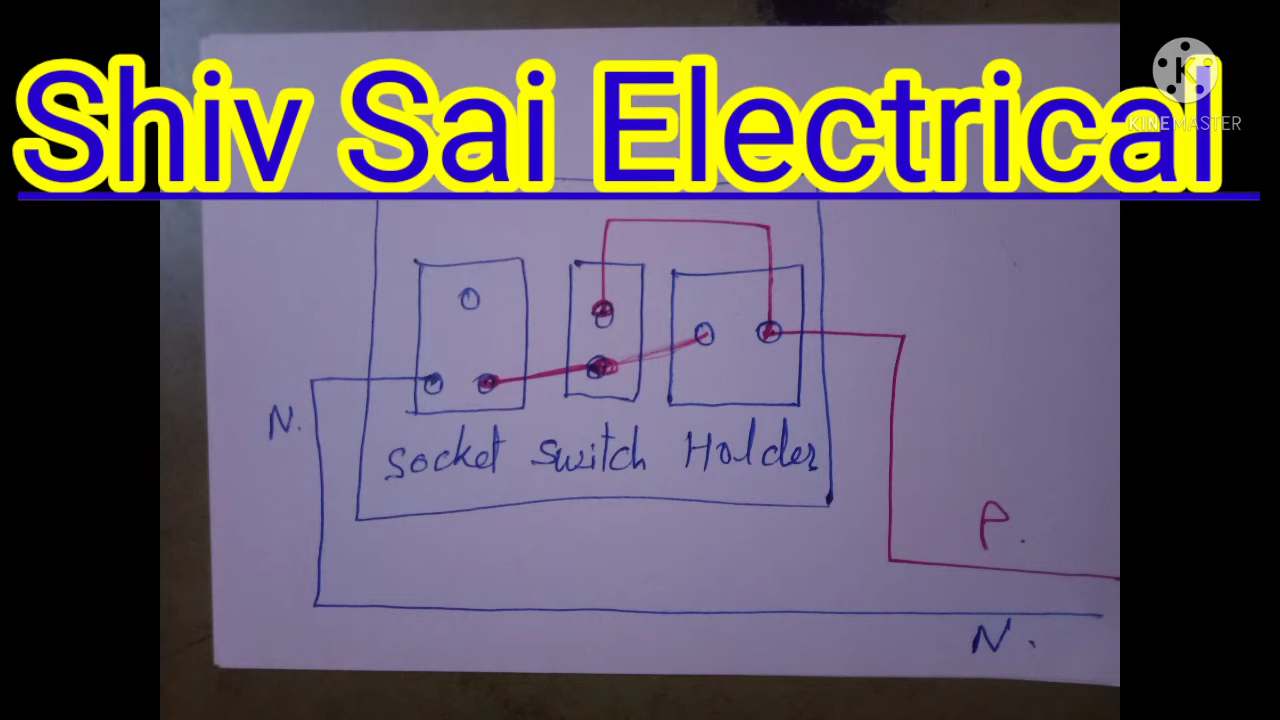 Shiv Sai Electrical
KINEMASTER
N.
Socket Switch Holder
P.
N.